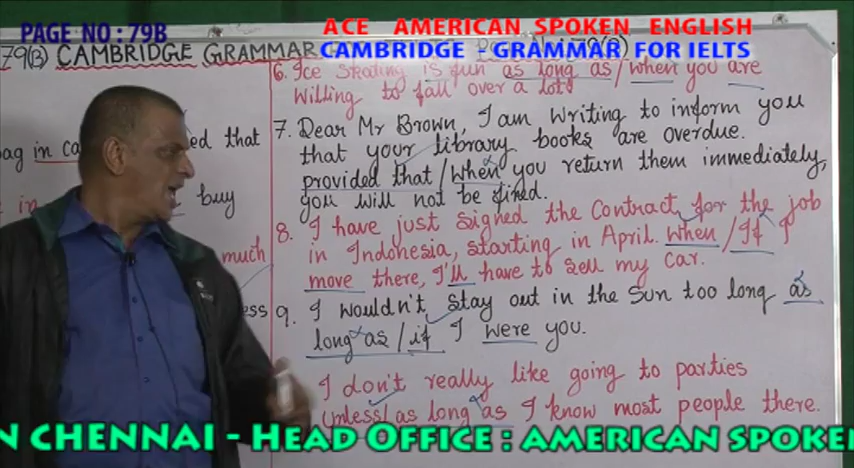 PAGE NO : 79B
ACE AMERICAN SPOKEN ENGLISH
CAMBRIDGE - GRAMMAR FOR IELTS
79(B) CAMBRIDGE GRAMMAR
in ca
ed that
buy
much
ess
6. Ice skating is fun as long as / when you are
willing to fall over a lot!
7. Dear Mr Brown, I am writing to inform you
that your library books are overdue.
provided that / when you return them immediately,
you will not be fined.
8. I have just signed the Contract for the job
in Indonesia, starting in April. When / If I
move there, I'll have to sell my car.
9. I wouldn't stay out in the sun too long as
long as / if I were you.
I don't really like going to parties
unless / as long as I know most people there.
N CHENNAI - HEAD OFFICE : AMERICAN SPOKEN